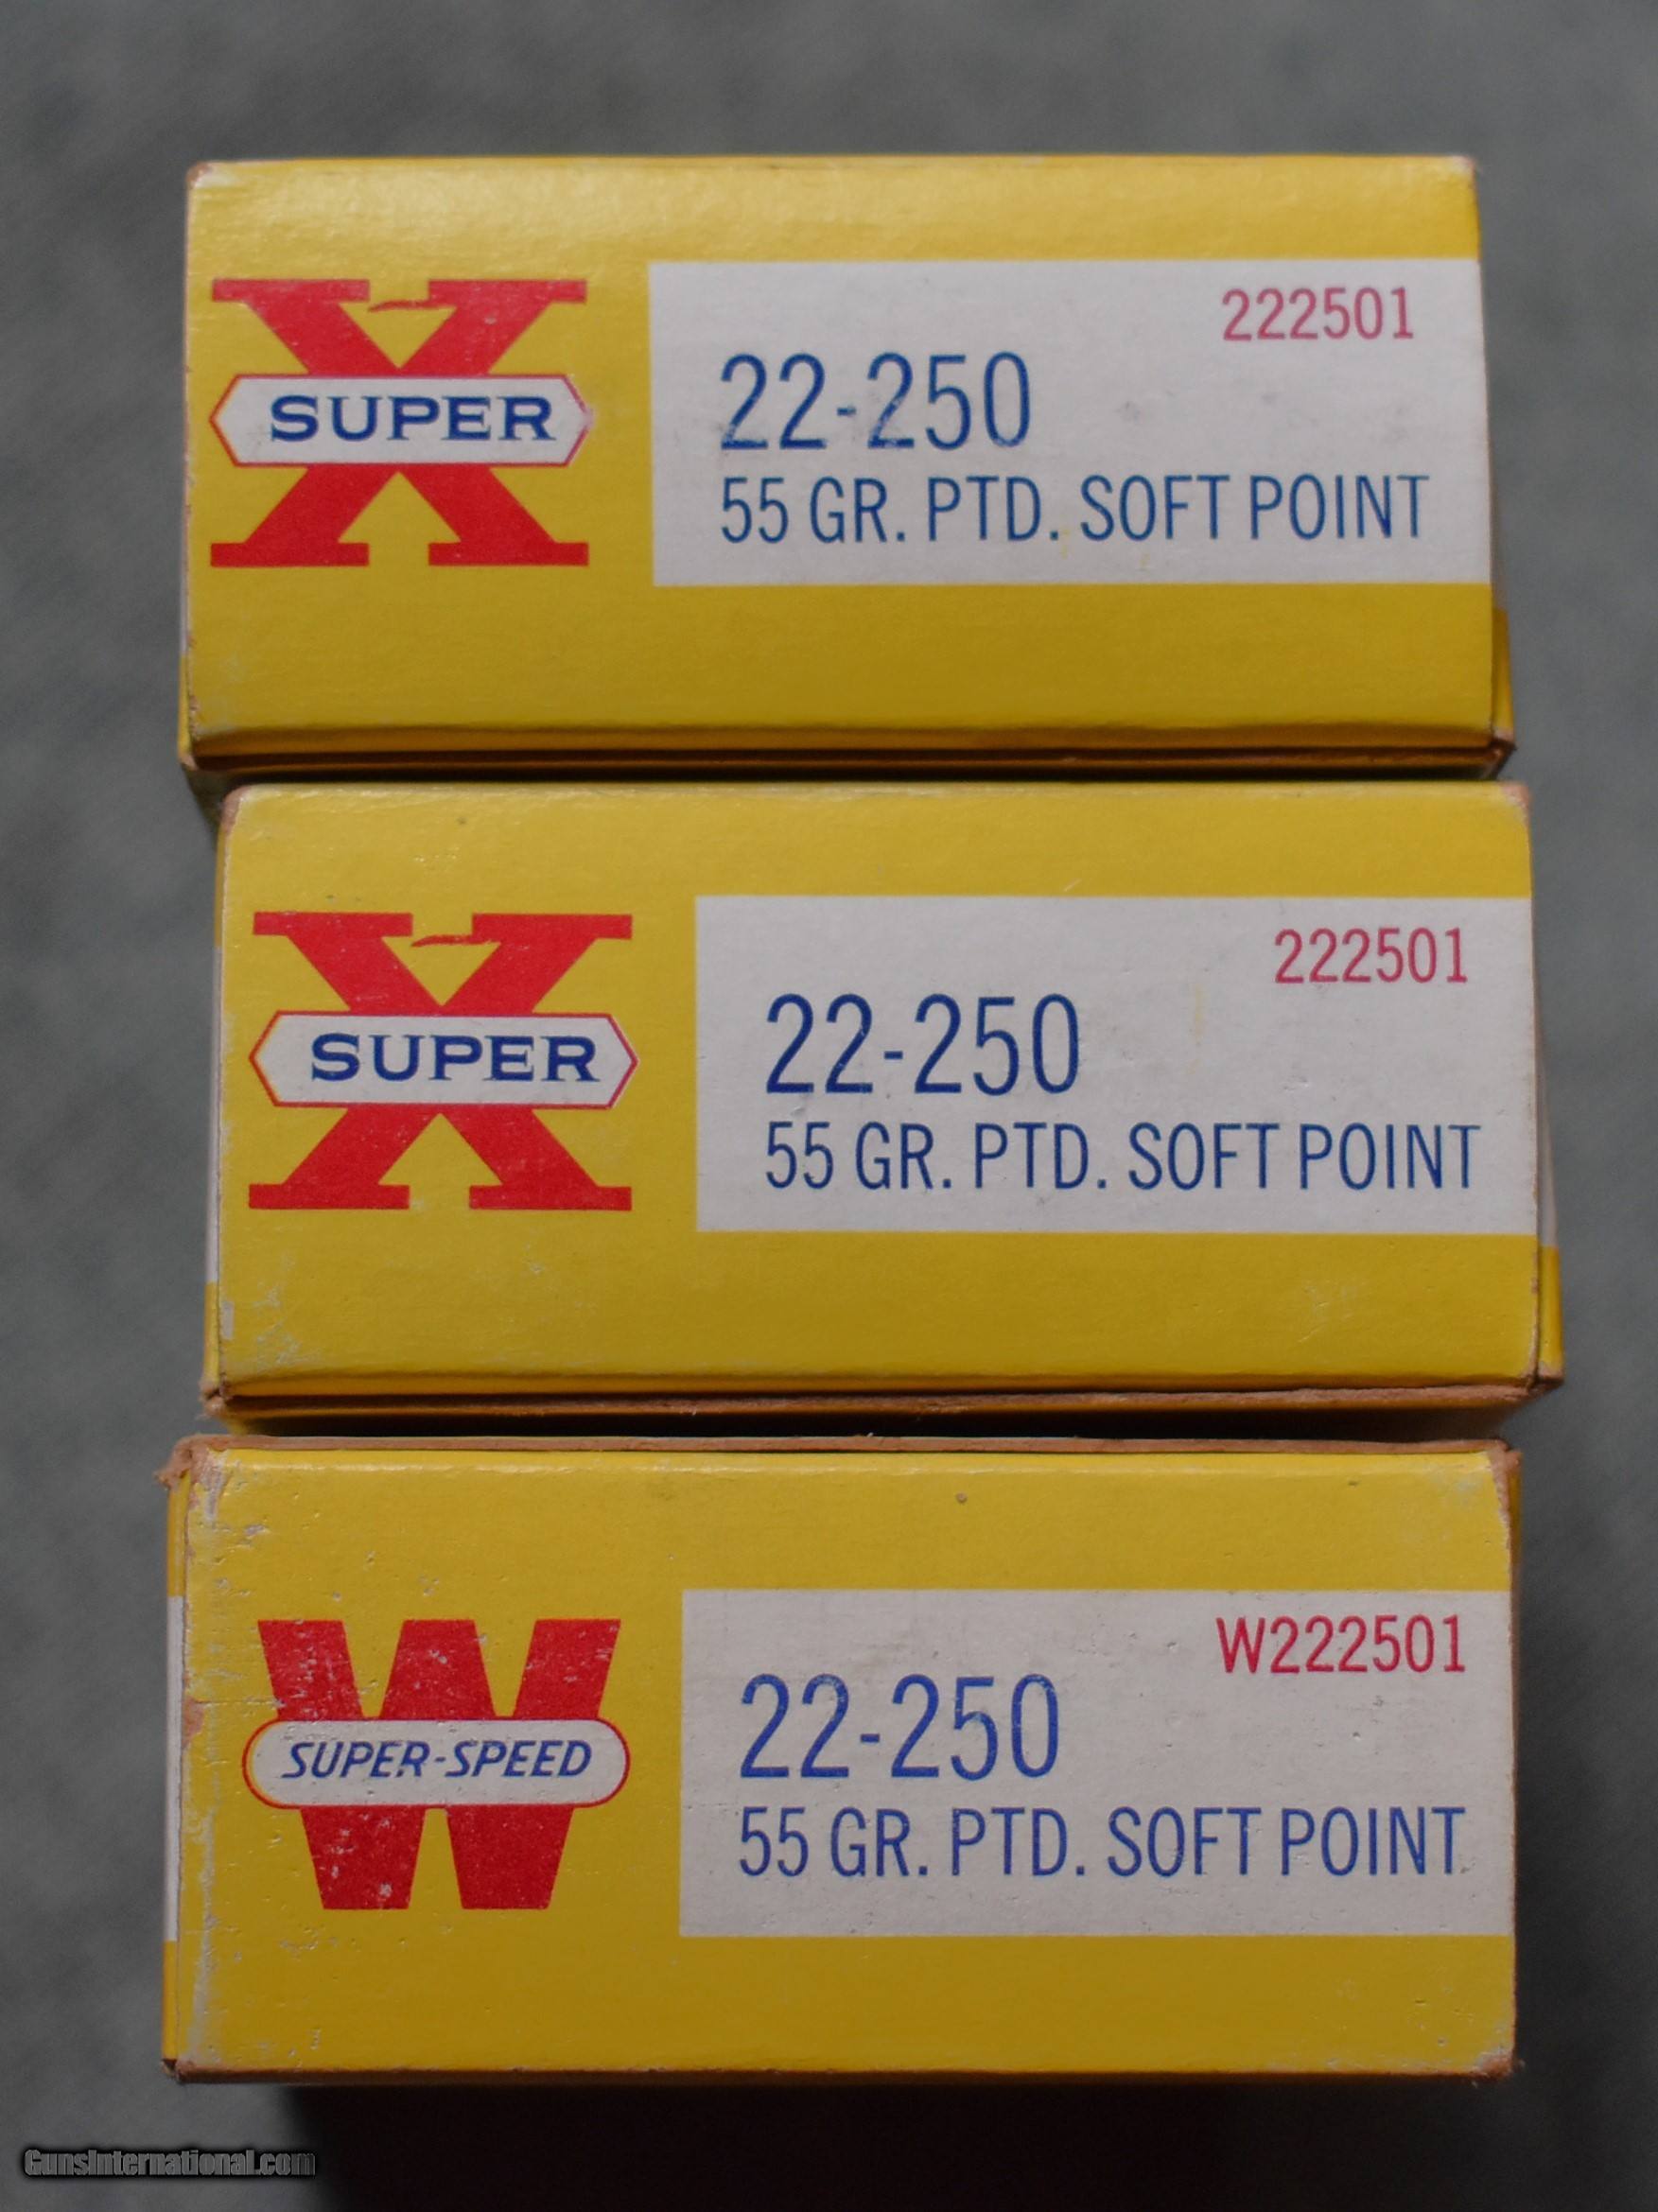 X
SUPER
222501
22-250
55 GR. PTD. SOFT POINT
X
SUPER
222501
22-250
55 GR. PTD. SOFT POINT
W
SUPER-SPEED
W222501
22-250
55 GR. PTD. SOFT POINT
GunsInternational.com